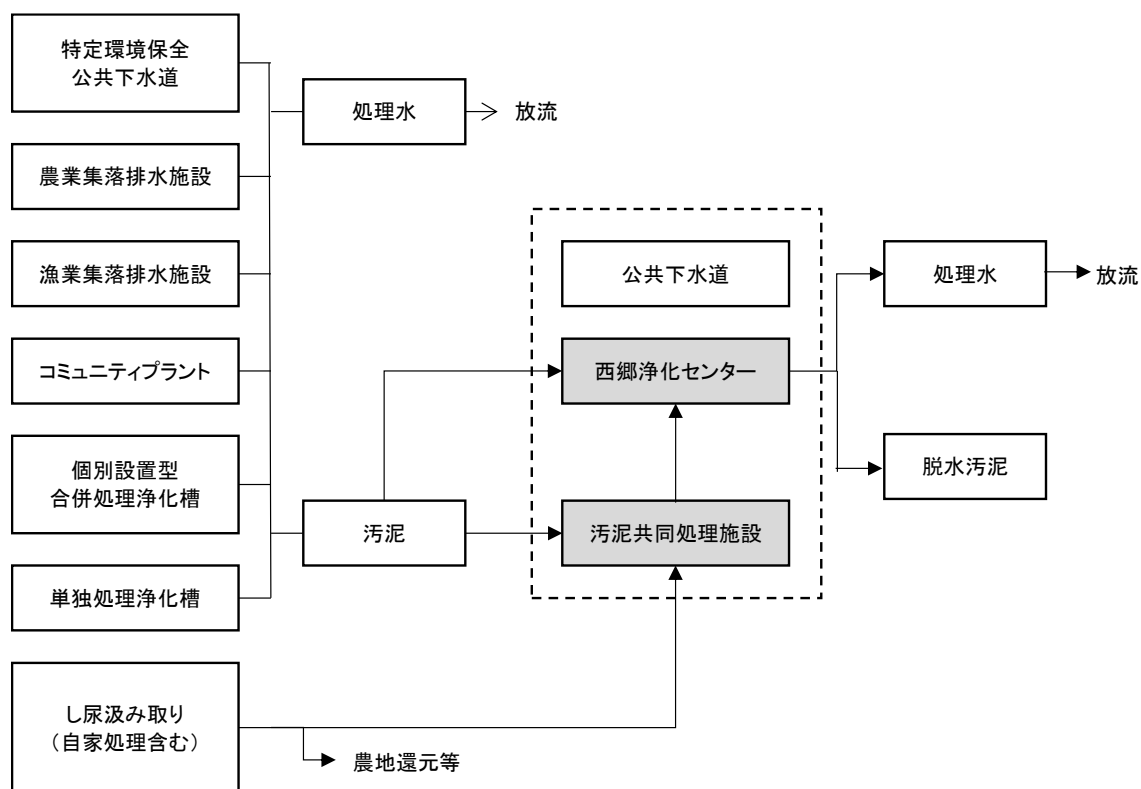 特定環境保全
公共下水道
処理水
放流
農業集落排水施設
漁業集落排水施設
公共下水道
処理水
放流
コミュニティプラント
西郷浄化センター
個別設置型
合併処理浄化槽
脱水汚泥
汚泥
汚泥共同処理施設
単独処理浄化槽
し尿汲み取り
（自家処理含む）
農地還元等